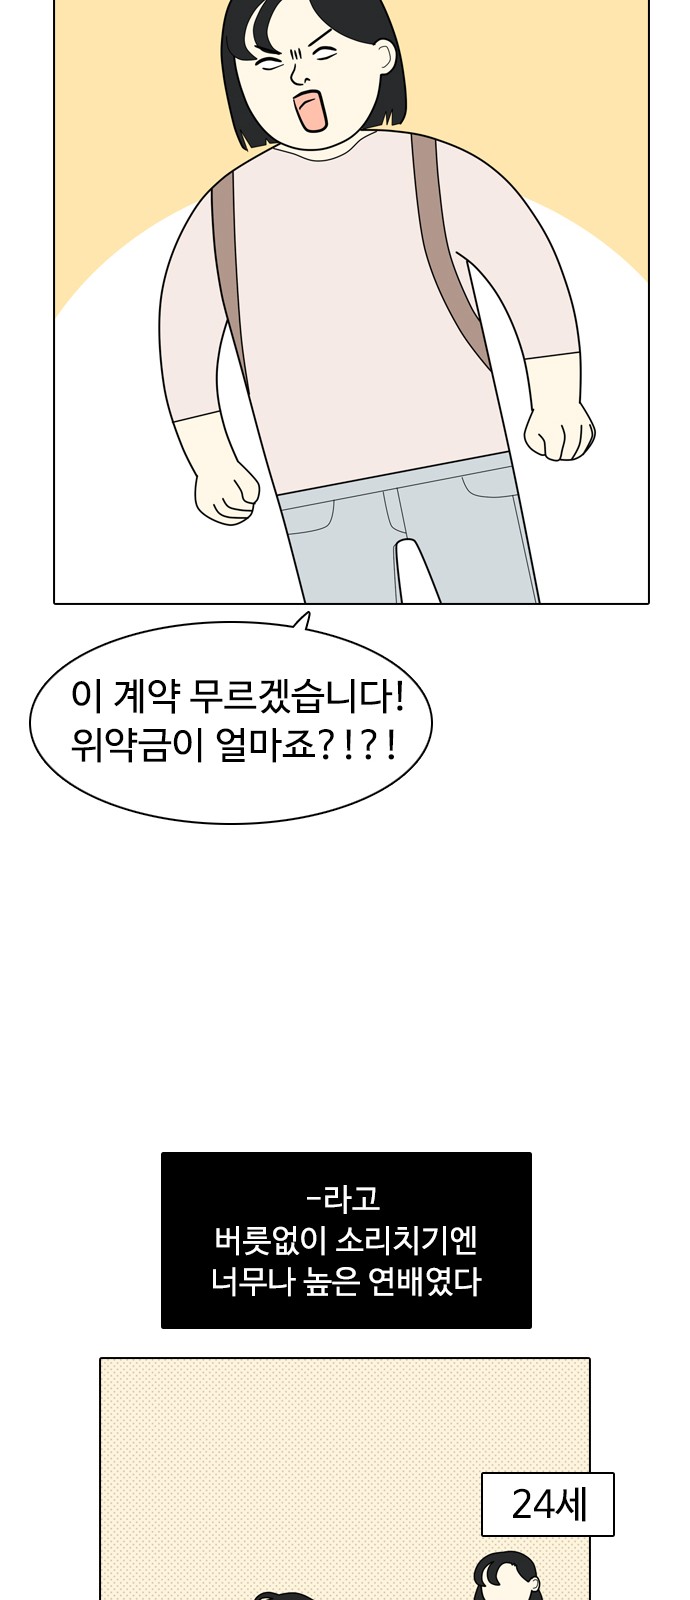 이 계약 무르겠습니다!
위약금이 얼마죠?!?!
-라고
버릇없이 소리치기엔
너무나 높은 연배였다
24세